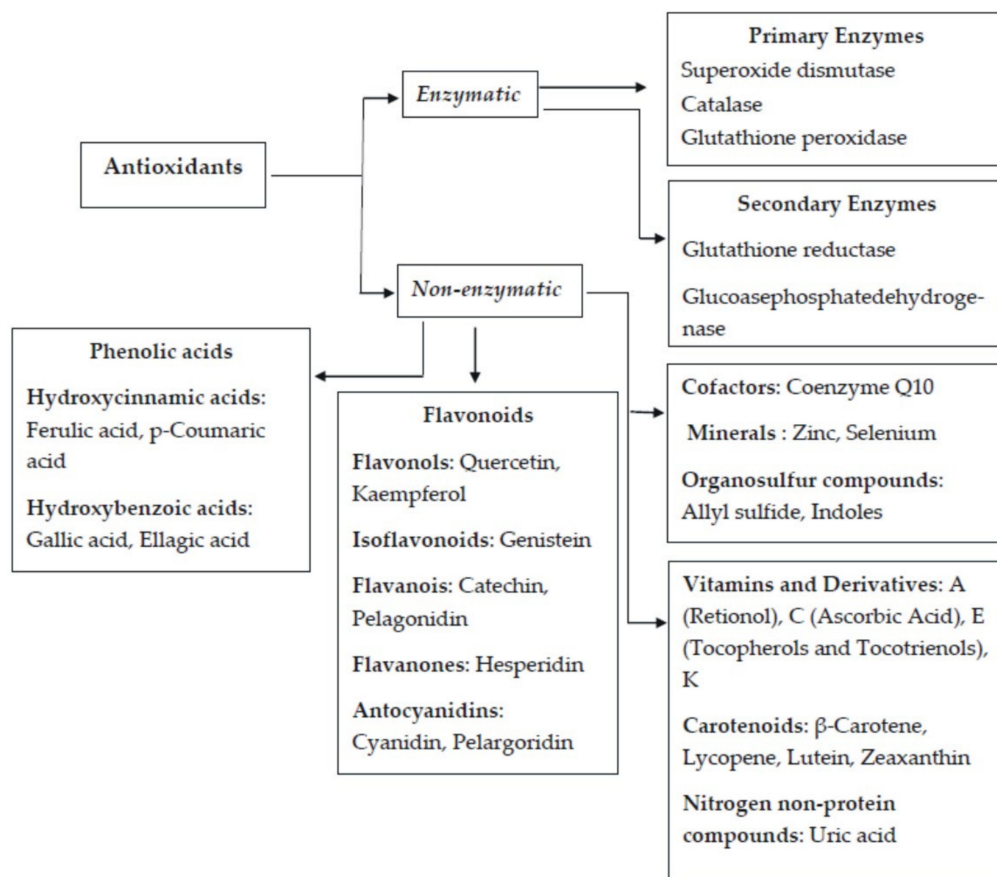 Antioxidants
Enzymatic
Primary Enzymes
Superoxide dismutase
Catalase
Glutathione peroxidase
Secondary Enzymes
Glutathione reductase
Glucoasephosphatedehydroge-
nase
Non-enzymatic
Phenolic acids
Hydroxycinnamic acids:
Ferulic acid, p-Coumaric
acid
Hydroxybenzoic acids:
Gallic acid, Ellagic acid
Flavonoids
Flavonols: Quercetin,
Kaempferol
Isoflavonoids: Genistein
Flavanois: Catechin,
Pelagonidin
Flavanones: Hesperidin
Antocyanidins:
Cyanidin, Pelargoridin
Cofactors: Coenzyme Q10
Minerals : Zinc, Selenium
Organosulfur compounds:
Allyl sulfide, Indoles
Vitamins and Derivatives: A
(Retionol), C (Ascorbic Acid), E
(Tocopherols and Tocotrienols),
K
Carotenoids: β-Carotene,
Lycopene, Lutein, Zeaxanthin
Nitrogen non-protein
compounds: Uric acid